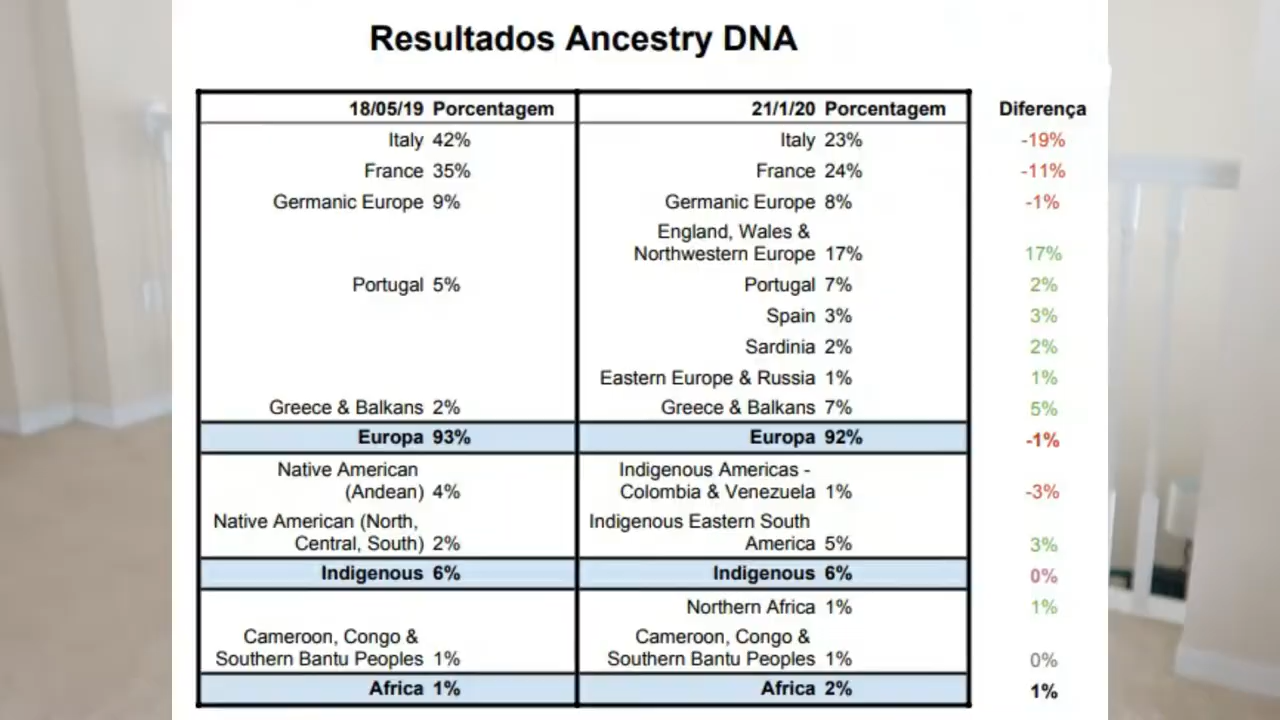 Resultados Ancestry DNA
18/05/19 Porcentagem 21/1/20 Porcentagem Diferença
Italy 42% Italy 23% -19%
France 35% France 24% -11%
Germanic Europe 9% Germanic Europe 8% -1%
England, Wales &
Northwestern Europe 17% 17%
Portugal 5% Portugal 7% 2%
Spain 3% 3%
Sardinia 2% 2%
Eastern Europe & Russia 1% 1%
Greece & Balkans 2% Greece & Balkans 7% 5%
Europa 93% Europa 92% -1%
Native American Indigenous Americas -
(Andean) 4% Colombia & Venezuela 1% -3%
Native American (North, Indigenous Eastern South
Central, South) 2% America 5% 3%
Indigenous 6% Indigenous 6% 0%
Northern Africa 1% 1%
Cameroon, Congo & Cameroon, Congo &
Southern Bantu Peoples 1% Southern Bantu Peoples 1% 0%
Africa 1% Africa 2% 1%